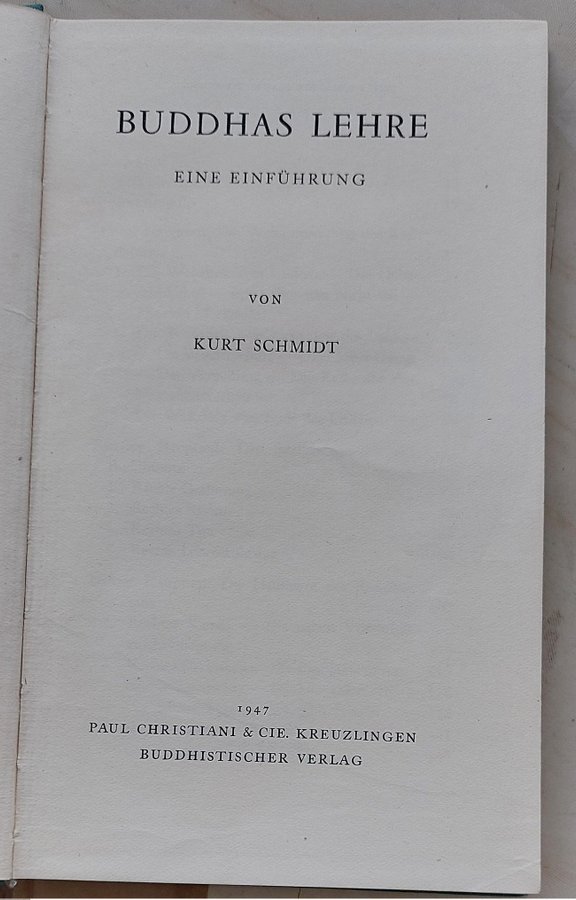 BUDDHAS LEHRE
EINE EINFÜHRUNG
VON
KURT SCHMIDT
1947
PAUL CHRISTIANI & CIE. KREUZLINGEN
BUDDHISTISCHER VERLAG